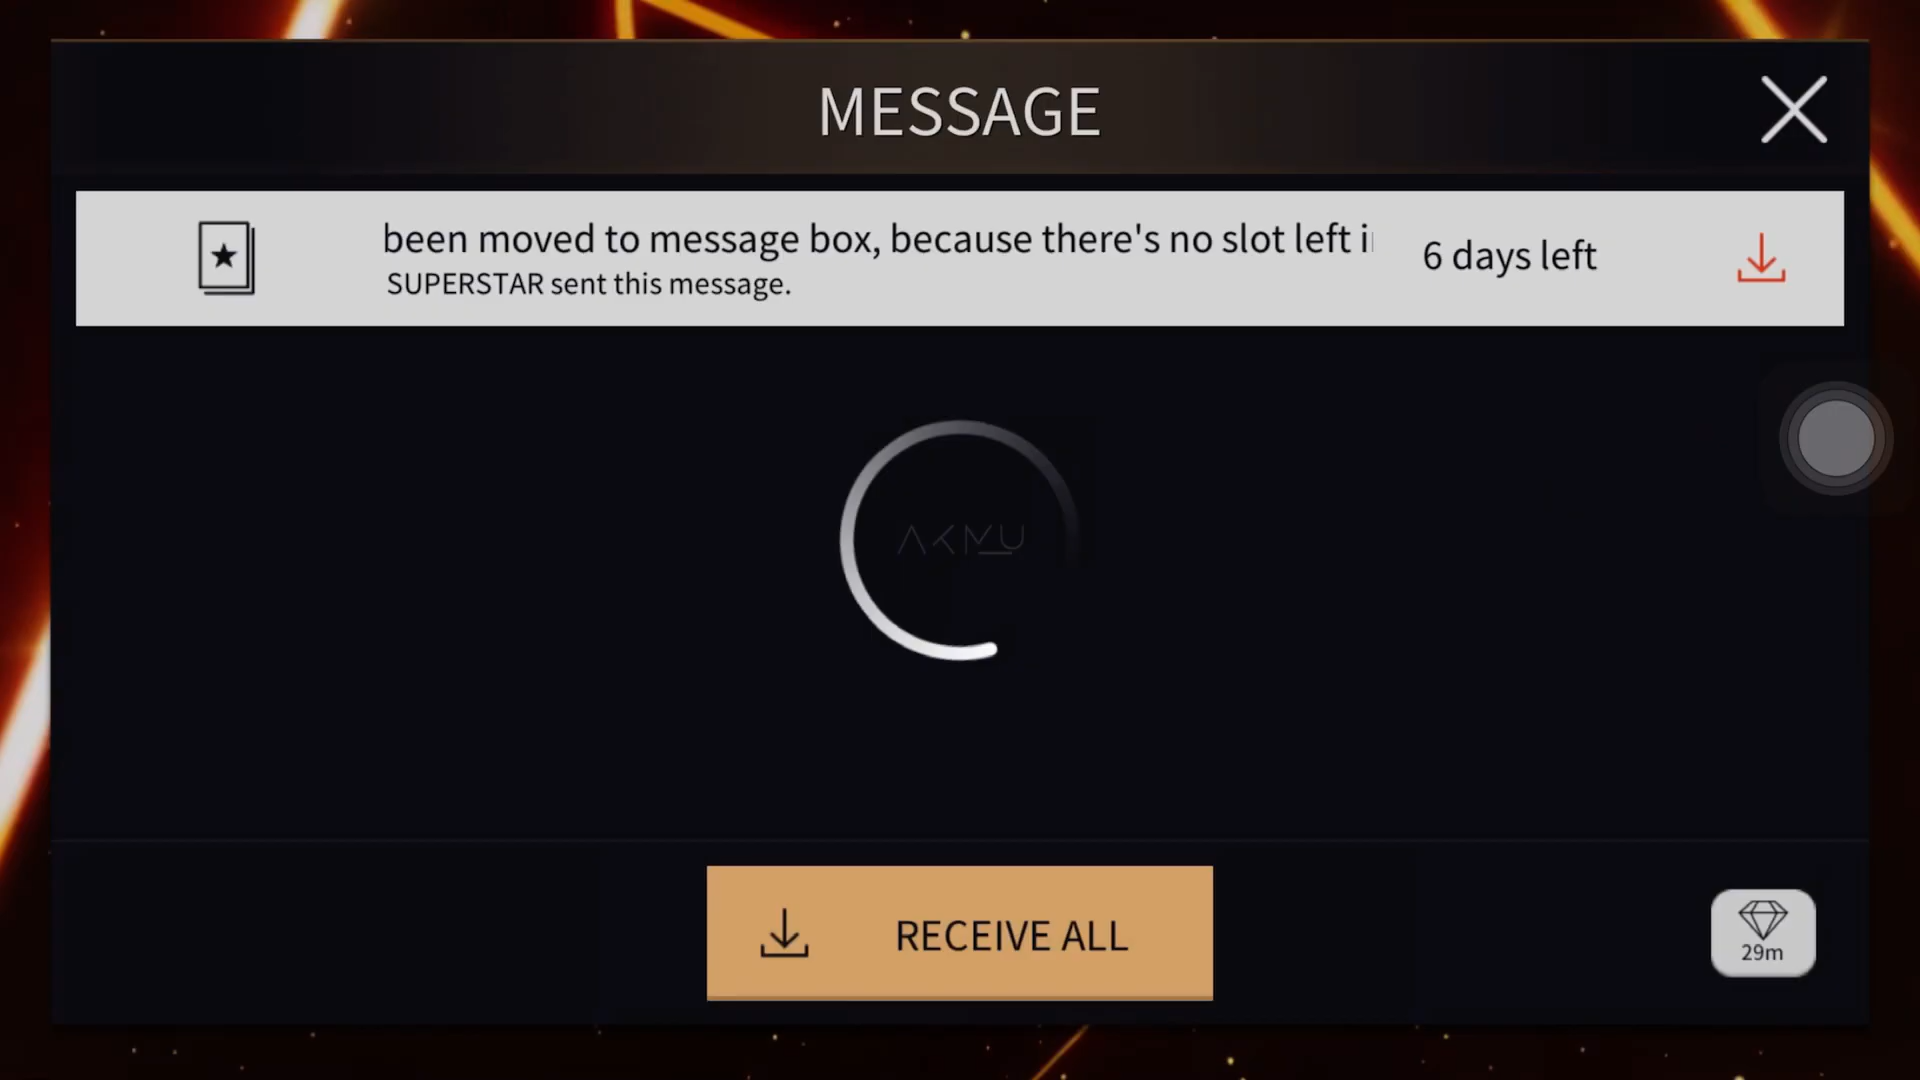 MESSAGE
been moved to message box, because there's no slot left i
SUPERSTAR sent this message.
6 days left
AKMU
RECEIVE ALL
29m